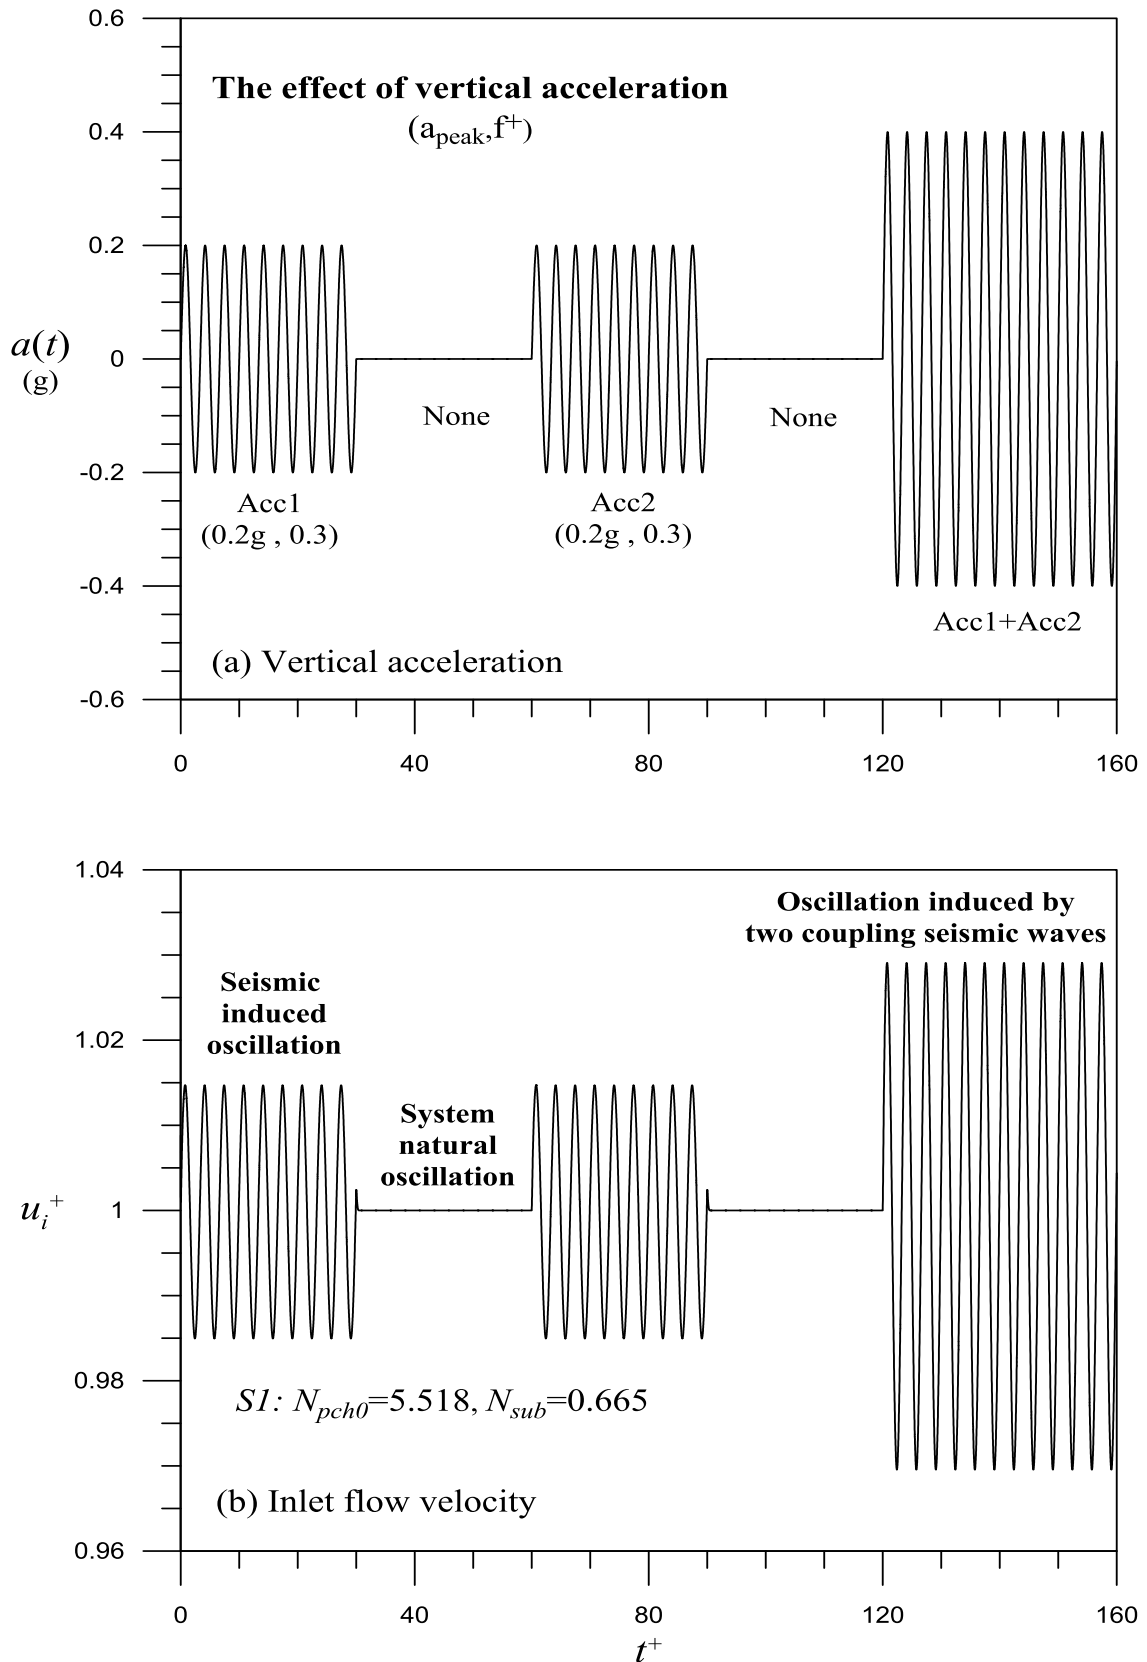 0.6
The effect of vertical acceleration
(a_peak,f^+)
0.4
0.2
a(t)
(g)
0
None
None
-0.2
Acc1
(0.2g , 0.3)
Acc2
(0.2g , 0.3)
-0.4
Acc1+Acc2
(a) Vertical acceleration
-0.6
0 40 80 120 160
1.04
Oscillation induced by
two coupling seismic waves
Seismic
induced
oscillation
1.02
System
natural
oscillation
u_i^+
1
0.98
S1: N_pch0=5.518, N_sub=0.665
(b) Inlet flow velocity
0.96
0 40 80 120 160
t^+